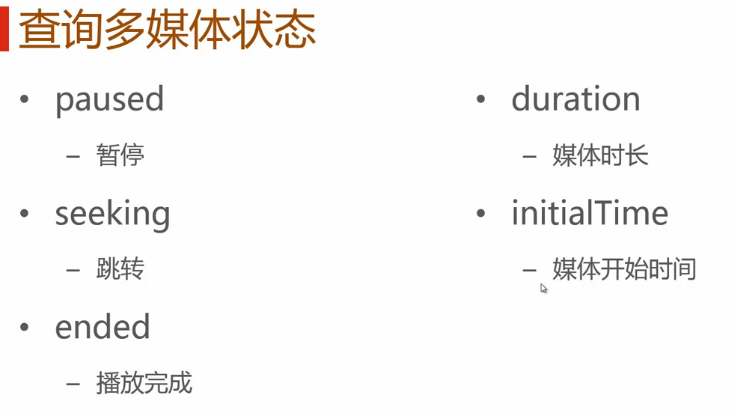 查询多媒体状态
• paused
– 暂停
• seeking
– 跳转
• ended
– 播放完成
• duration
– 媒体时长
• initialTime
– 媒体开始时间